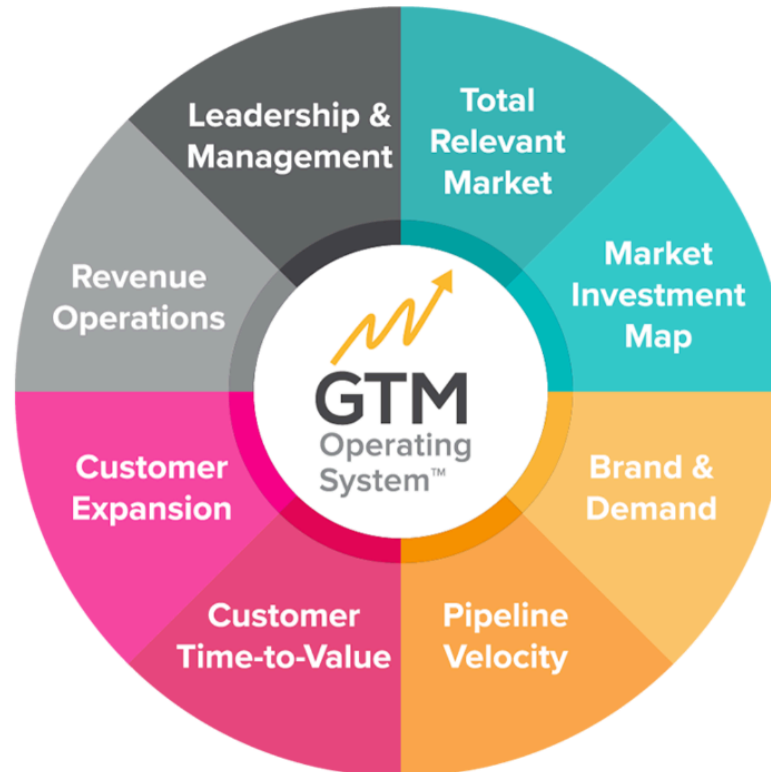 Leadership &
Management
Total
Relevant
Market
Market
Investment
Map
Brand &
Demand
Pipeline
Velocity
Customer
Time-to-Value
Customer
Expansion
Revenue
Operations
GTM
Operating
System™